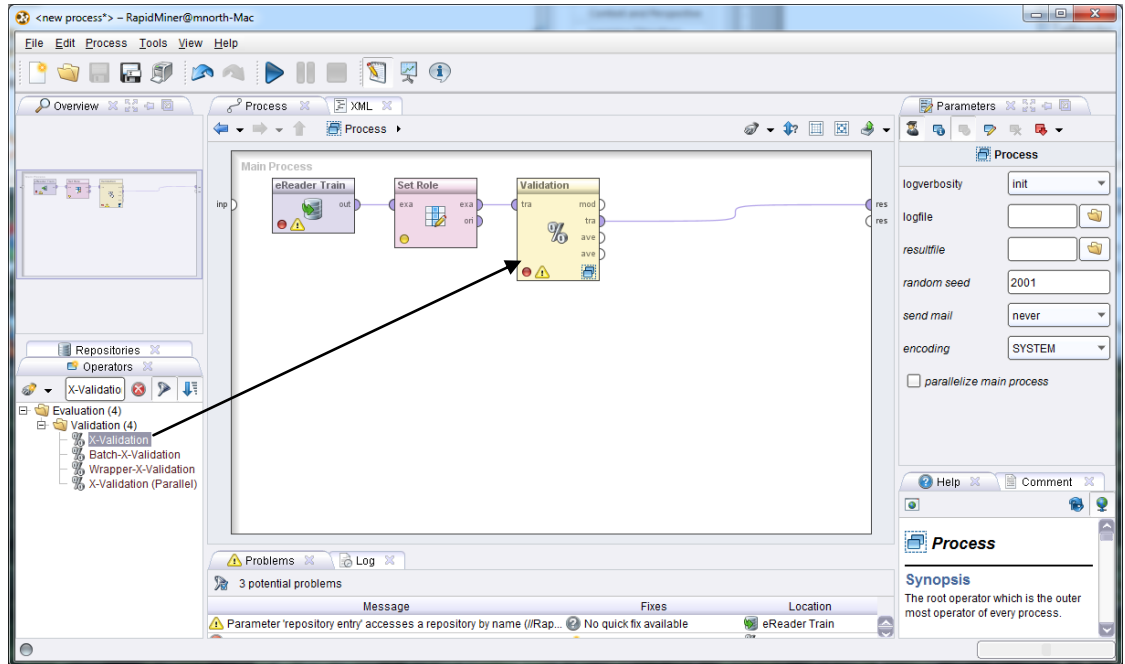 <new process*> – RapidMiner@mnorth-Mac
File Edit Process Tools View Help
Overview
Process XML
Parameters
Process
Process
Main Process
inp
eReader Train
out
Set Role
exa exa
ori
Validation
tra mod
tra
ave
ave
res
res
logverbosity init
logfile
resultfile
random seed 2001
send mail never
encoding SYSTEM
parallelize main process
Repositories
Operators
X-Validatio
Evaluation (4)
Validation (4)
X-Validation
Batch-X-Validation
Wrapper-X-Validation
X-Validation (Parallel)
Help Comment
Process
Synopsis
The root operator which is the outer
most operator of every process.
Problems Log
3 potential problems
Message Fixes Location
Parameter 'repository entry' accesses a repository by name (//Rap... No quick fix available eReader Train